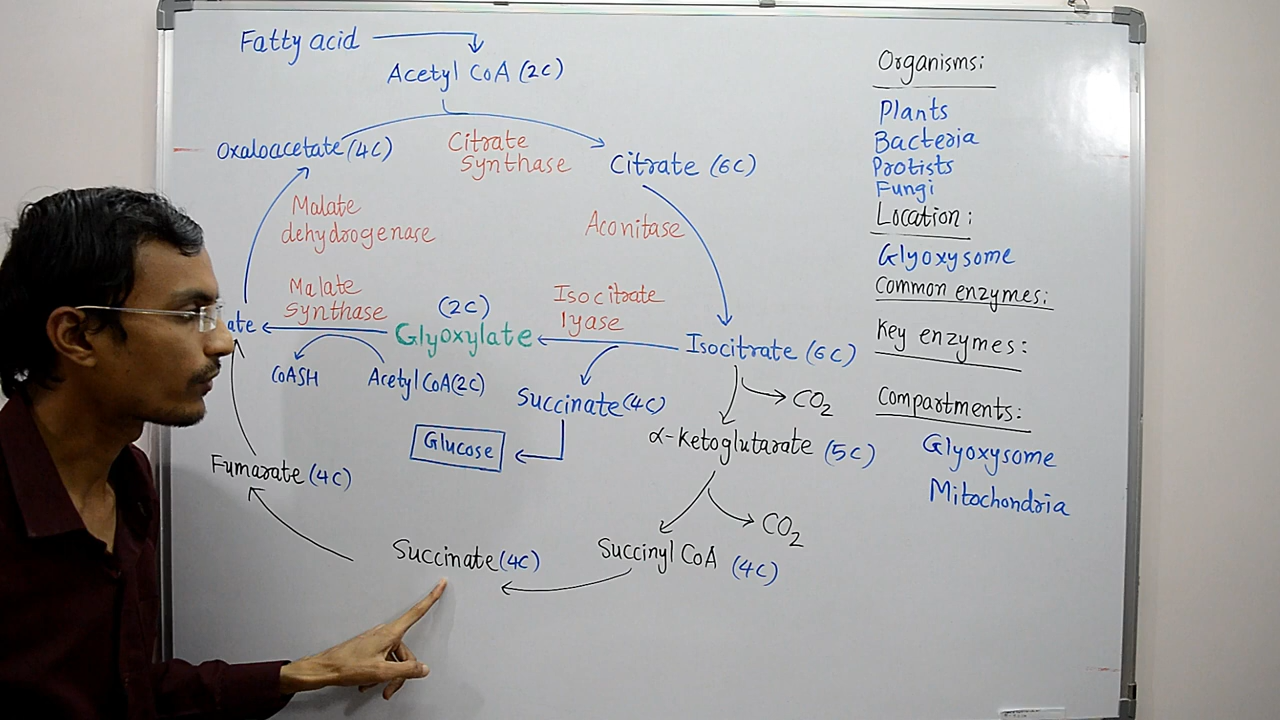 Fatty acid
Acetyl CoA (2C)
Oxaloacetate (4C)
Citrate
Synthase
Citrate (6C)
Malate
dehydrogenase
Aconitase
Malate
Synthase
(2C)
Isocitrate
lyase
ate
Glyoxylate
Isocitrate (6C)
CoASH
Acetyl CoA(2C)
Succinate (4C)
CO2
Glucose
α-Ketoglutarate (5C)
Fumarate (4C)
CO2
Succinate (4C)
Succinyl CoA (4C)
Organisms:
Plants
Bacteria
Protists
Fungi
Location:
Glyoxysome
Common enzymes:
Key enzymes:
Compartments:
Glyoxysome
Mitochondria